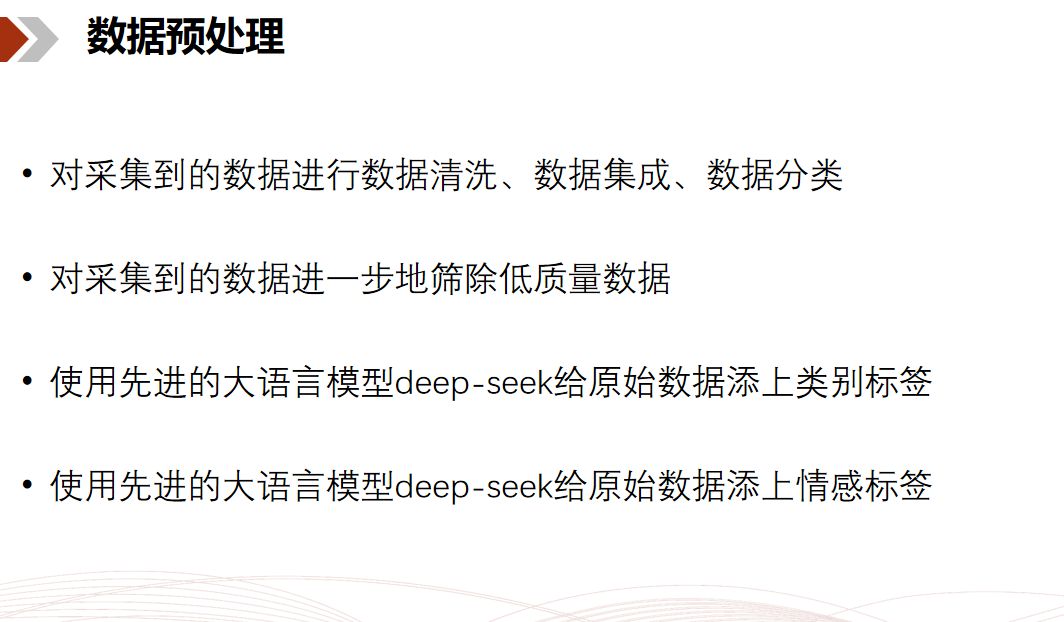 数据预处理
• 对采集到的数据进行数据清洗、数据集成、数据分类
• 对采集到的数据进一步地筛除低质量数据
• 使用先进的大语言模型deep-seek给原始数据添上类别标签
• 使用先进的大语言模型deep-seek给原始数据添上情感标签